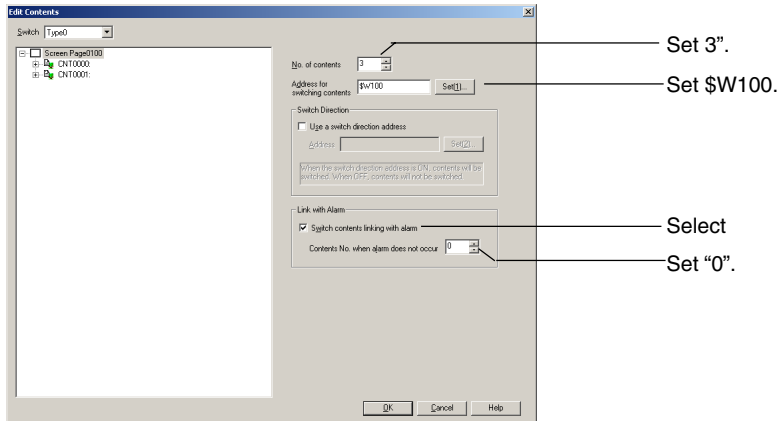 Edit Contents
Switch Type0
Screen Page0100
CNT0000:
CNT0001:
No. of contents 3
Address for
switching contents $W100 Set[1]...
Switch Direction
Use a switch direction address
Address Set[2]...
When the switch direction address is ON, contents will be
switched. When OFF, contents will not be switched.
Link with Alarm
Switch contents linking with alarm
Contents No. when alarm does not occur 0
OK Cancel Help
Set 3”.
Set $W100.
Select
Set “0”.